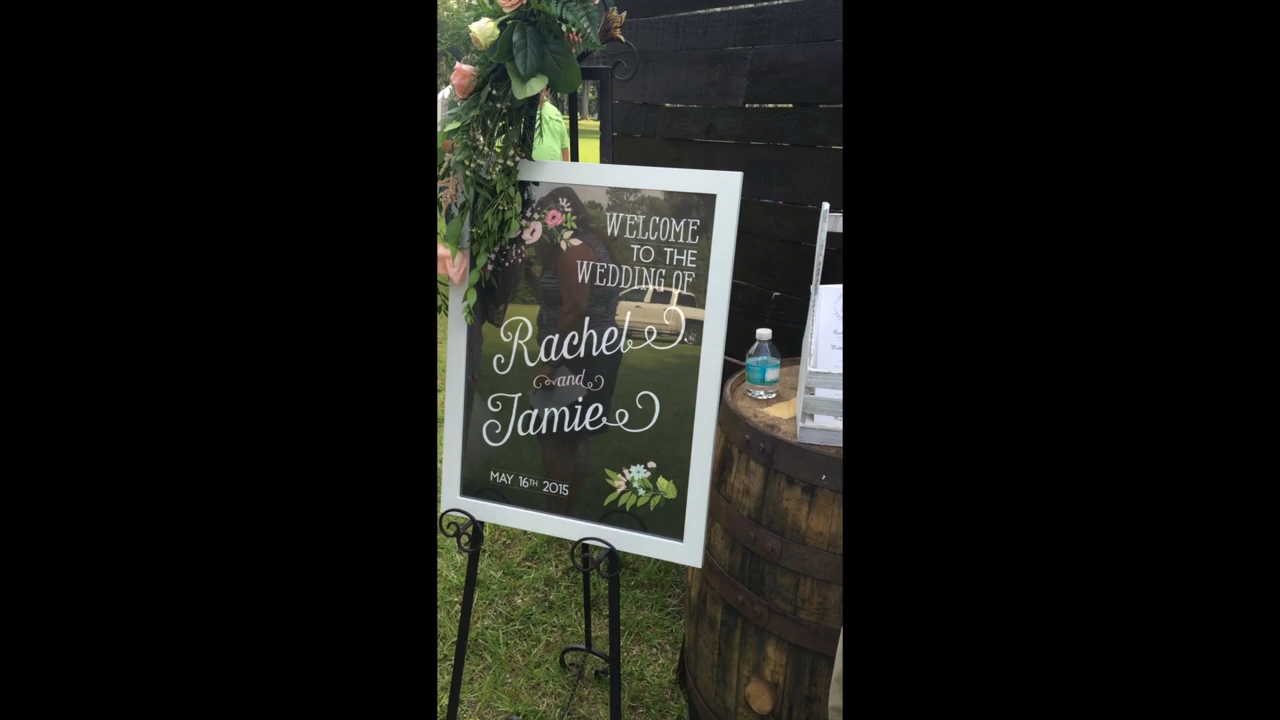 WELCOME
TO THE
WEDDING OF
Rachel
and
Jamie
MAY 16TH 2015